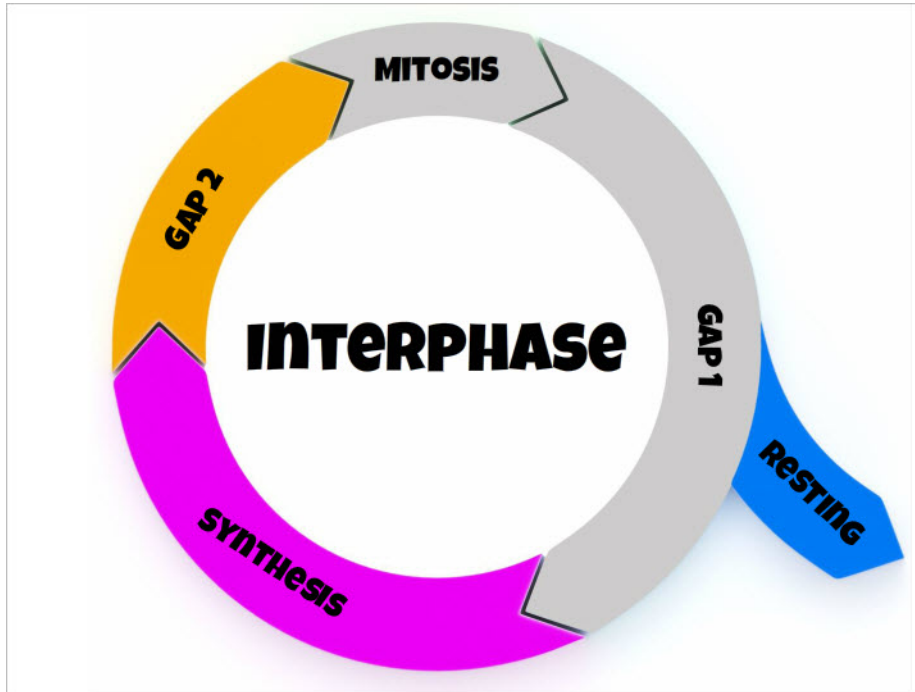 MITOSIS
GAP 2
INTERPHASE
GAP 1
RESTING
SYNTHESIS